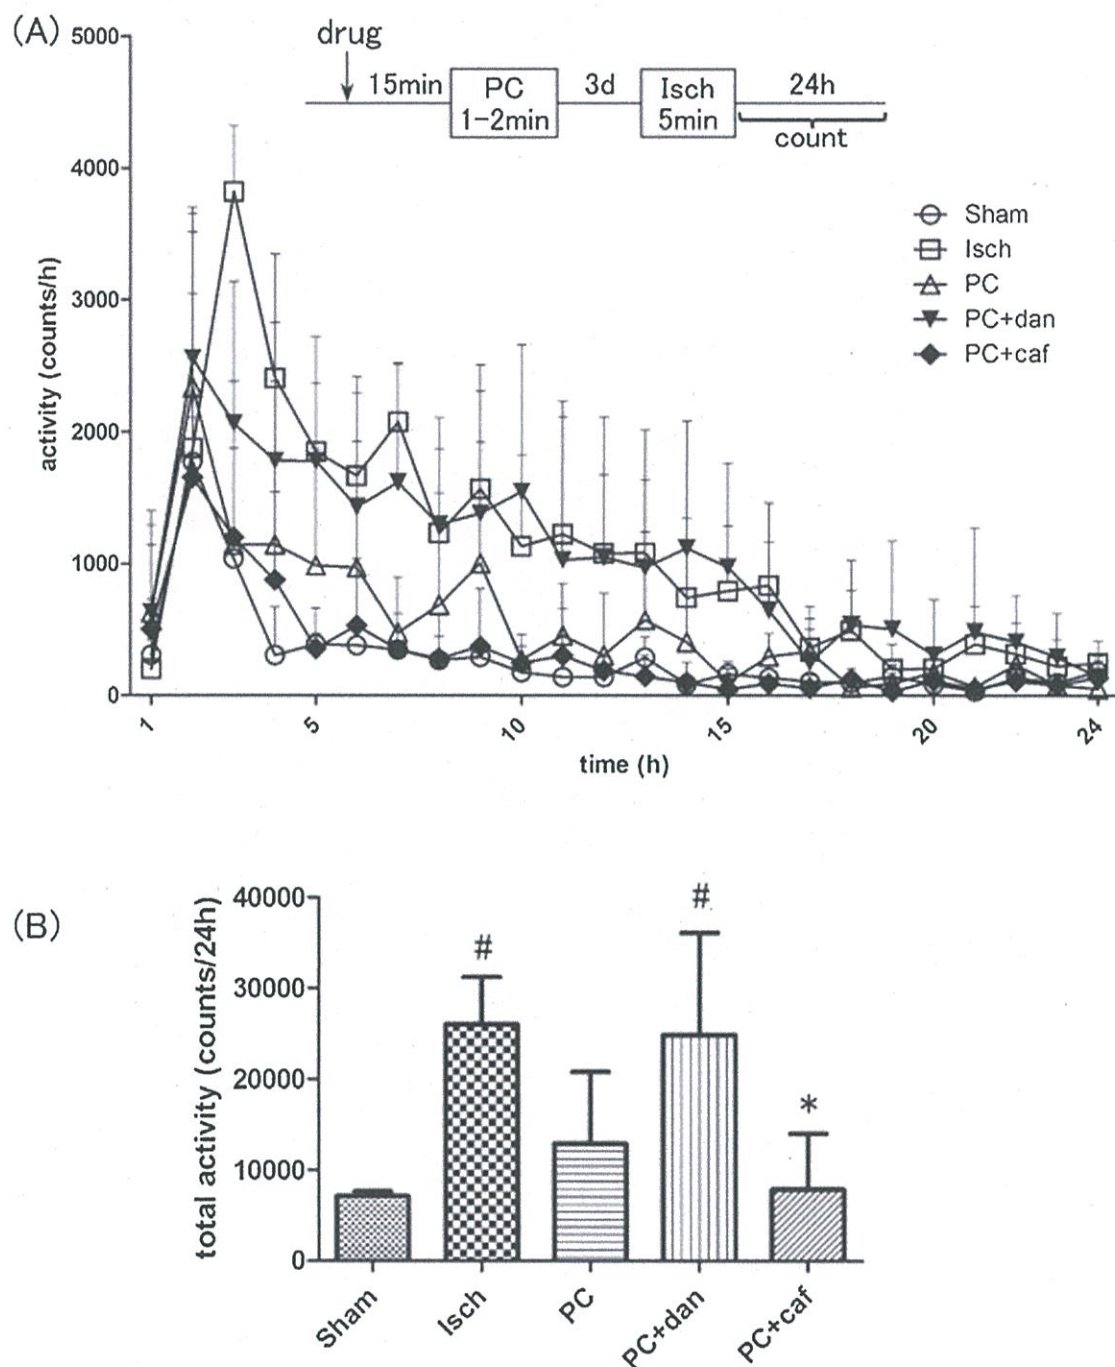 (A)
5000
4000
3000
2000
1000
0
activity (counts/h)
drug
15min
PC
1-2min
3d
Isch
5min
24h
count
Sham
Isch
PC
PC+dan
PC+caf
1
5
10
15
20
24
time (h)
(B)
40000
30000
20000
10000
0
total activity (counts/24h)
#
#
*
Sham
Isch
PC
PC+dan
PC+caf